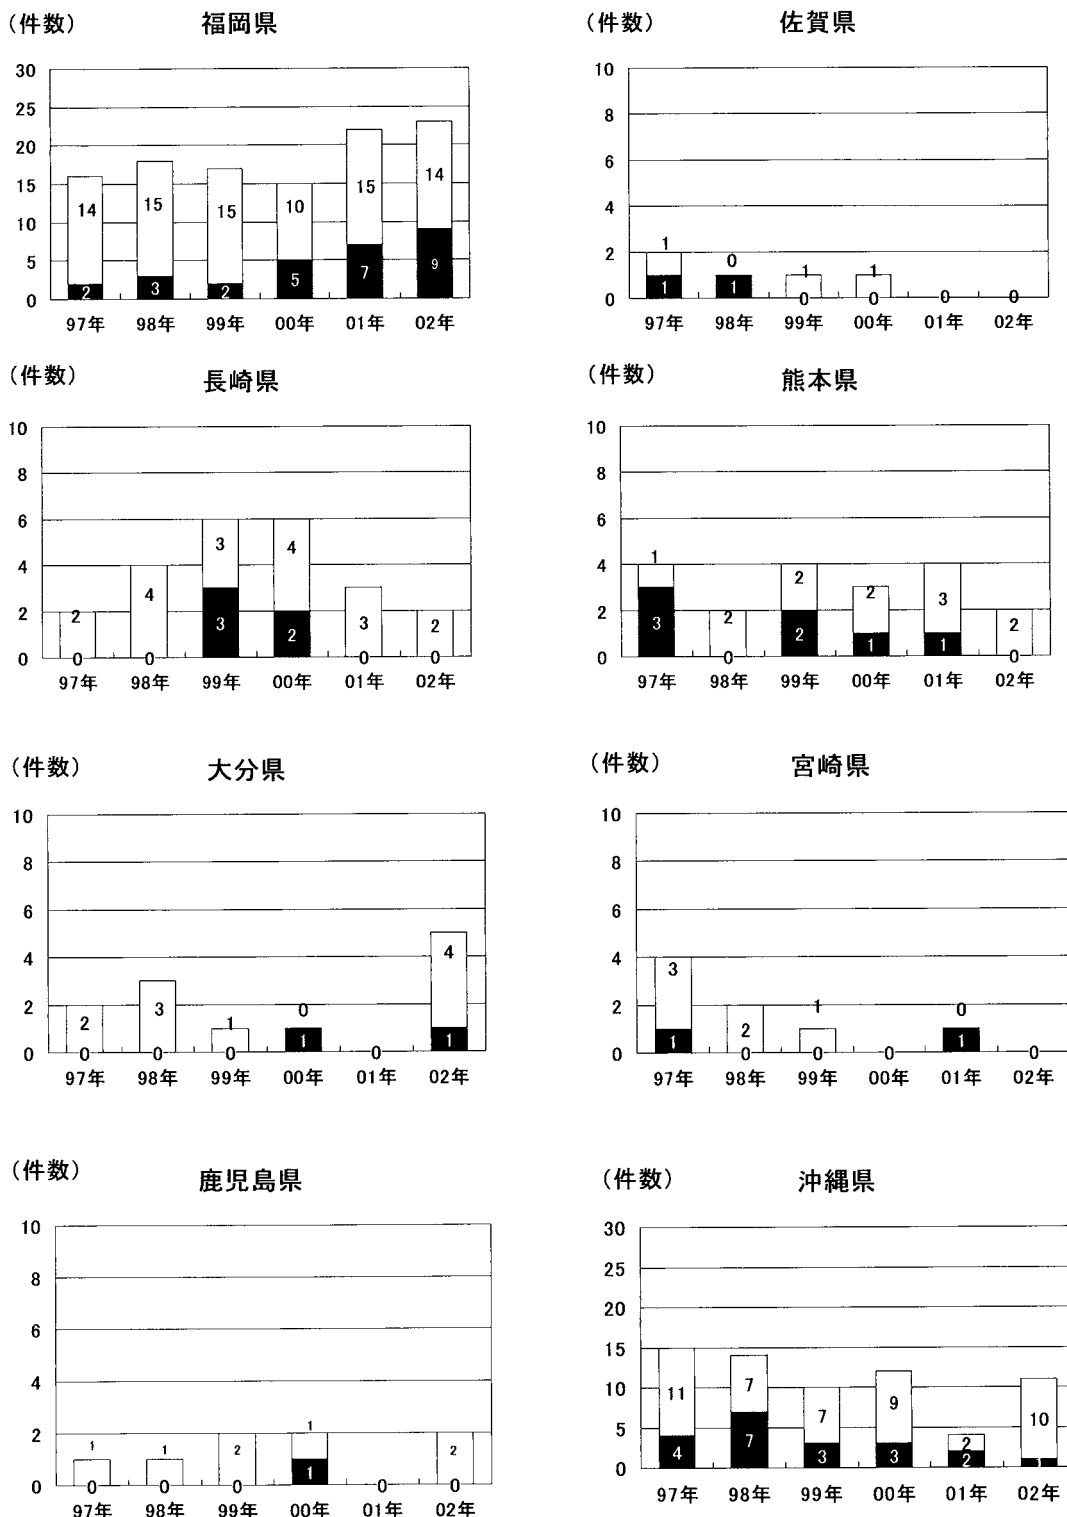 (件数) 福岡県
30
25
20
15
10
5
0
14 15 15 10 15 14
2 3 2 5 7 9
97年 98年 99年 00年 01年 02年
(件数) 佐賀県
10
8
6
4
2
0
1 0 1 1
1 1 0 0 0 0
97年 98年 99年 00年 01年 02年
(件数) 長崎県
10
8
6
4
2
0
2 4 3 4 3 2
0 0 3 2 0 0
97年 98年 99年 00年 01年 02年
(件数) 熊本県
10
8
6
4
2
0
1 2 2 2 3 2
3 0 2 1 1 0
97年 98年 99年 00年 01年 02年
(件数) 大分県
10
8
6
4
2
0
2 3 1 0 4
0 0 0 1 0 1
97年 98年 99年 00年 01年 02年
(件数) 宮崎県
10
8
6
4
2
0
3 2 1 0
1 0 0 0 1 0
97年 98年 99年 00年 01年 02年
(件数) 鹿児島県
10
8
6
4
2
0
1 1 2 1 2
0 0 0 1 0 0
97年 98年 99年 00年 01年 02年
(件数) 沖縄県
30
25
20
15
10
5
0
11 7 7 9 2 10
4 7 3 3 2 1
97年 98年 99年 00年 01年 02年